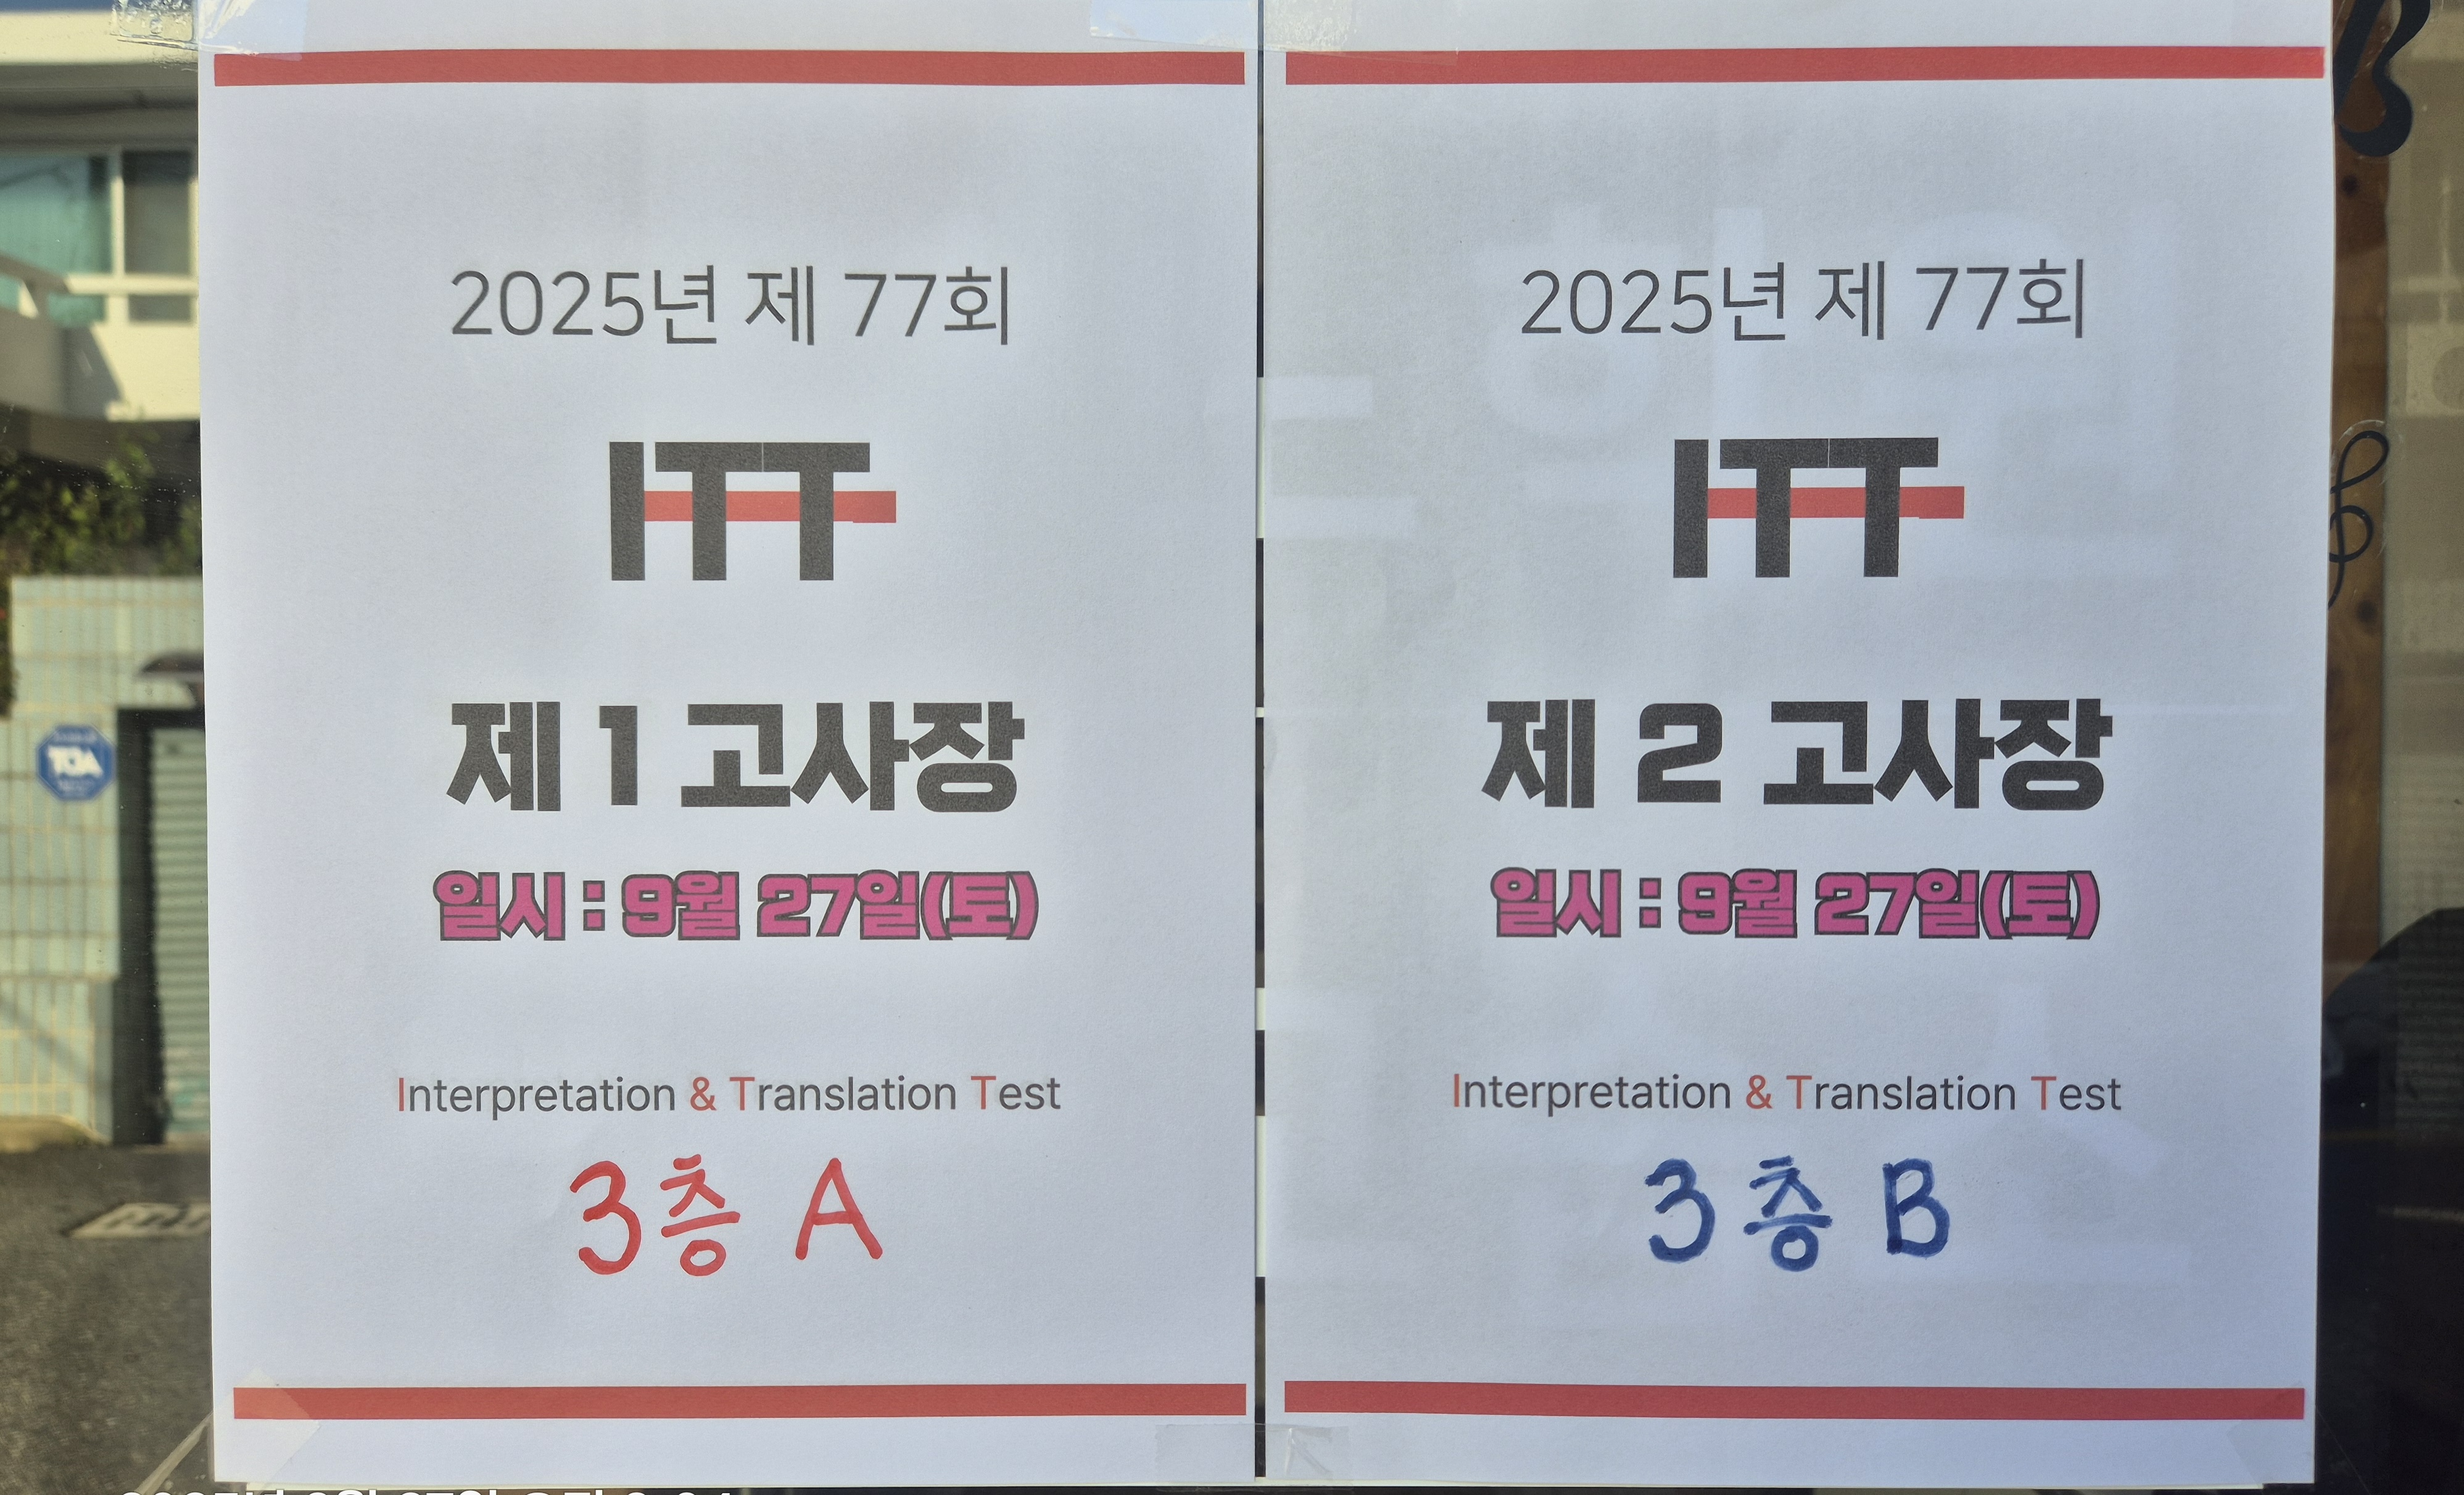 2025년 제 77회
ITT
제 1 고사장
일시 : 9월 27일(토)
Interpretation & Translation Test
3층 A
2025년 제 77회
ITT
제 2 고사장
일시 : 9월 27일(토)
Interpretation & Translation Test
3층 B